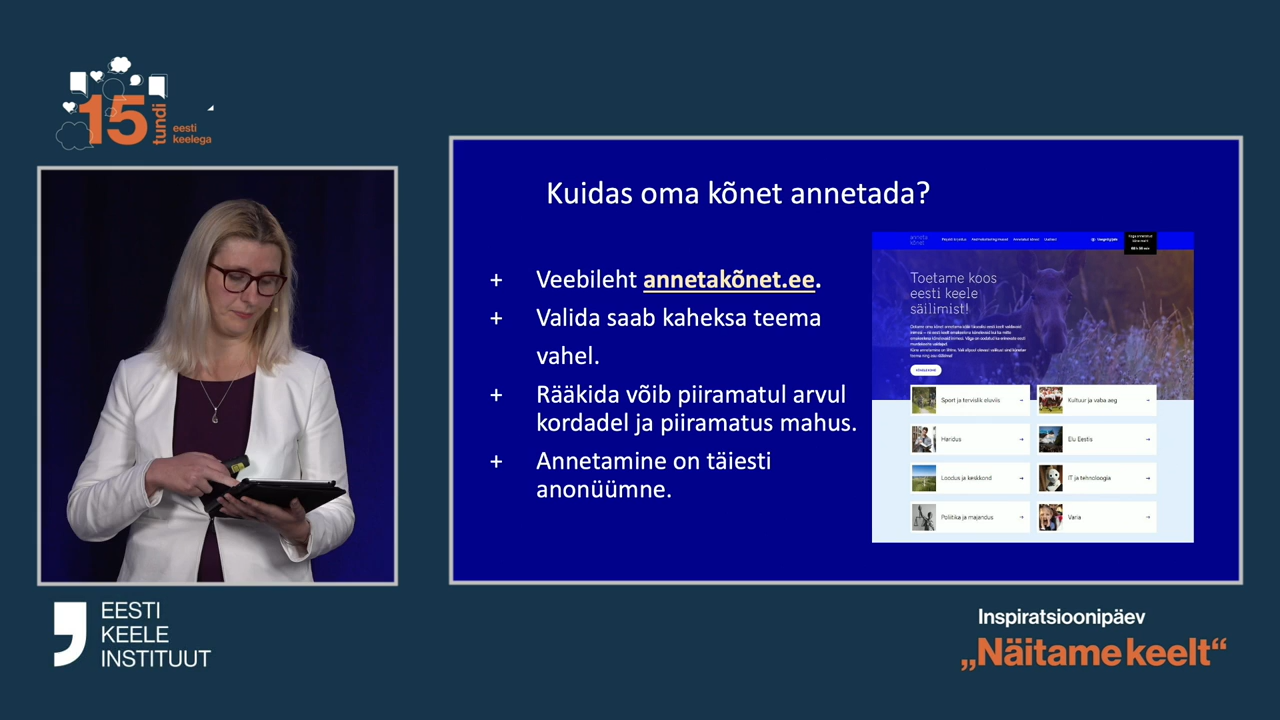 15
tundi
eesti
keelega
Kuidas oma kõnet annetada?
+ Veebileht annetakõnet.ee.
+ Valida saab kaheksa teema
vahel.
+ Rääkida võib piiramatul arvul
kordadel ja piiramatus mahus.
+ Annetamine on täiesti
anonüümne.
anneta
kõnet
Toetame koos
eesti keele
säilimist!
Sport ja tervislik eluviis
Kultuur ja vaba aeg
Haridus
Elu Eestis
Loodus ja keskkond
IT ja tehnoloogia
Poliitika ja majandus
Varia
EESTI
KEELE
INSTITUUT
Inspiratsioonipäev
„Näitame keelt“